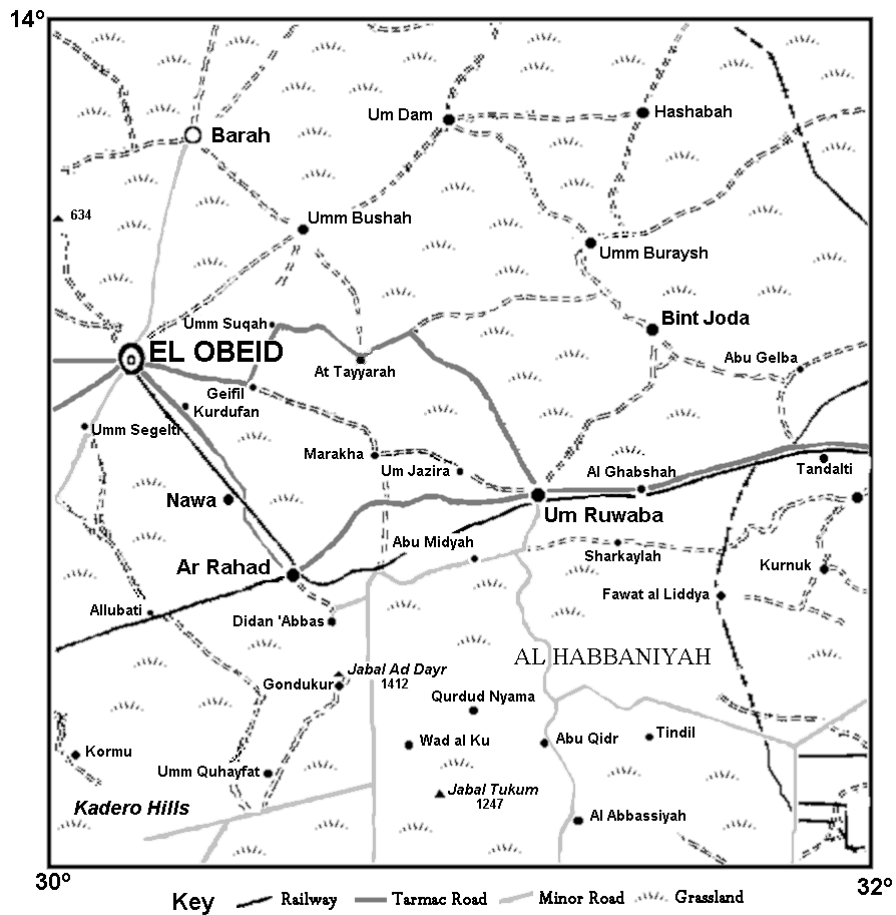 14º
Um Dam
Hashabah
Barah
634
Umm Bushah
Umm Buraysh
Umm Suqah
Bint Joda
EL OBEID
At Tayyarah
Abu Gelba
Geifil
Kurdufan
Umm Segelti
Marakha
Um Jazira
Al Ghabshah
Tandalti
Nawa
Um Ruwaba
Abu Midyah
Sharkaylah
Ar Rahad
Kurnuk
Fawat al Liddya
Allubati
Didan 'Abbas
AL HABBANIYAH
Jabal Ad Dayr
1412
Gondukur
Qurdud Nyama
Kormu
Wad al Ku
Abu Qidr
Tindil
Umm Quhayfat
Jabal Tukum
1247
Kadero Hills
Al Abbassiyah
30º
32º
Key Railway Tarmac Road Minor Road Grassland